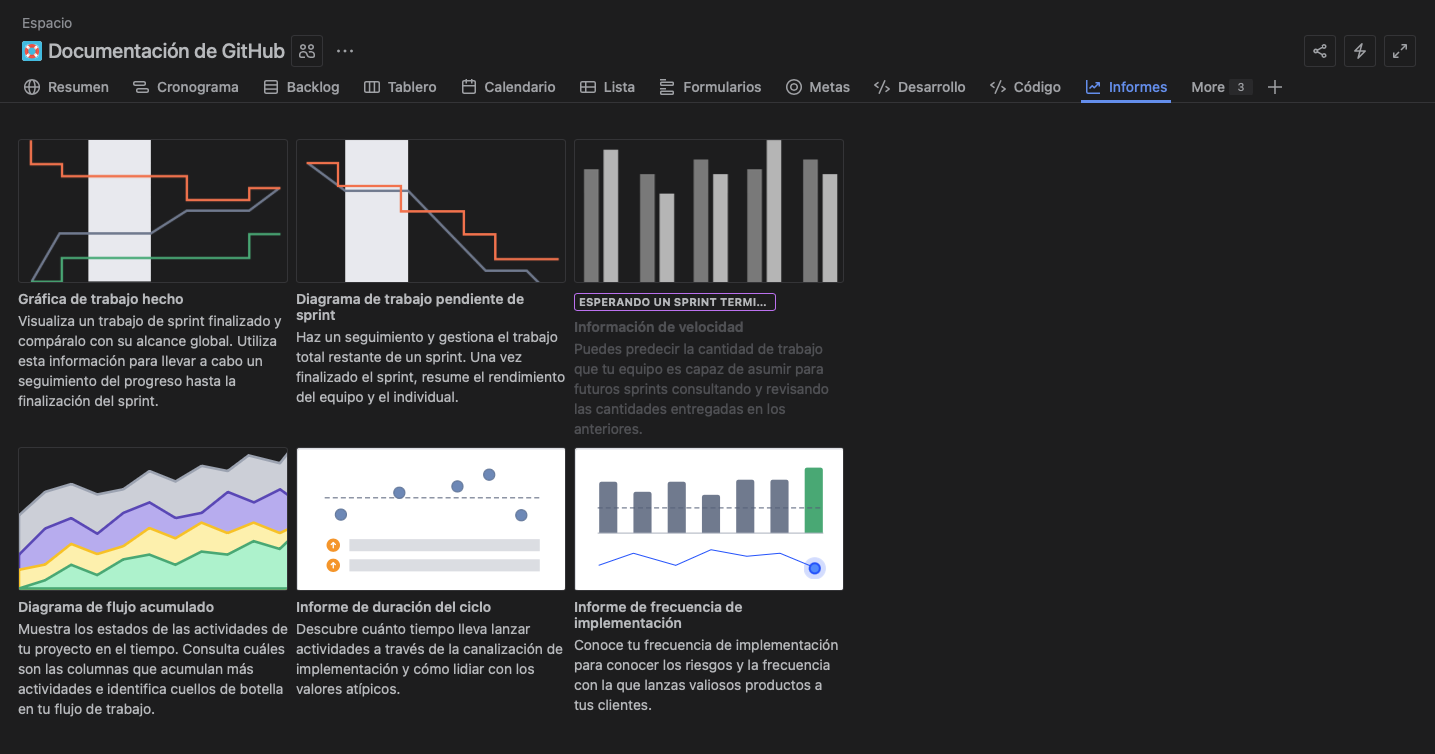 Espacio
Documentación de GitHub
Resumen
Cronograma
Backlog
Tablero
Calendario
Lista
Formularios
Metas
Desarrollo
Código
Informes
More 3
Gráfica de trabajo hecho
Visualiza un trabajo de sprint finalizado y
compáralo con su alcance global. Utiliza
esta información para llevar a cabo un
seguimiento del progreso hasta la
finalización del sprint.
Diagrama de trabajo pendiente de
sprint
Haz un seguimiento y gestiona el trabajo
total restante de un sprint. Una vez
finalizado el sprint, resume el rendimiento
del equipo y el individual.
ESPERANDO UN SPRINT TERMI...
Información de velocidad
Puedes predecir la cantidad de trabajo
que tu equipo es capaz de asumir para
futuros sprints consultando y revisando
las cantidades entregadas en los
anteriores.
Diagrama de flujo acumulado
Muestra los estados de las actividades de
tu proyecto en el tiempo. Consulta cuáles
son las columnas que acumulan más
actividades e identifica cuellos de botella
en tu flujo de trabajo.
Informe de duración del ciclo
Descubre cuánto tiempo lleva lanzar
actividades a través de la canalización de
implementación y cómo lidiar con los
valores atípicos.
Informe de frecuencia de
implementación
Conoce tu frecuencia de implementación
para conocer los riesgos y la frecuencia
con la que lanzas valiosos productos a
tus clientes.